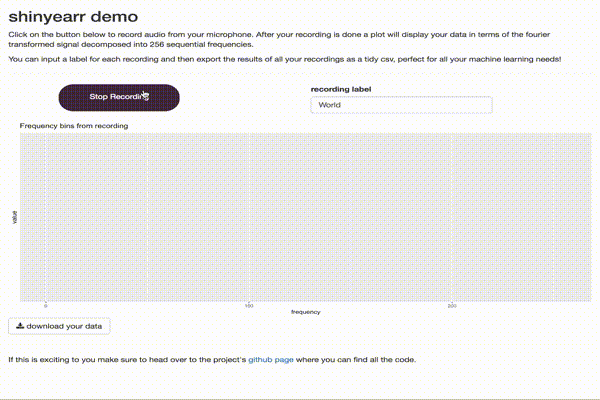 shinyearr demo
Click on the button below to record audio from your microphone. After your recording is done a plot will display your data in terms of the fourier
transformed signal decomposed into 256 sequential frequencies.
You can input a label for each recording and then export the results of all your recordings as a tidy csv, perfect for all your machine learning needs!
Stop Recording
recording label
World
Frequency bins from recording
value
0 100 200
frequency
download your data
If this is exciting to you make sure to head over to the project's github page where you can find all the code.